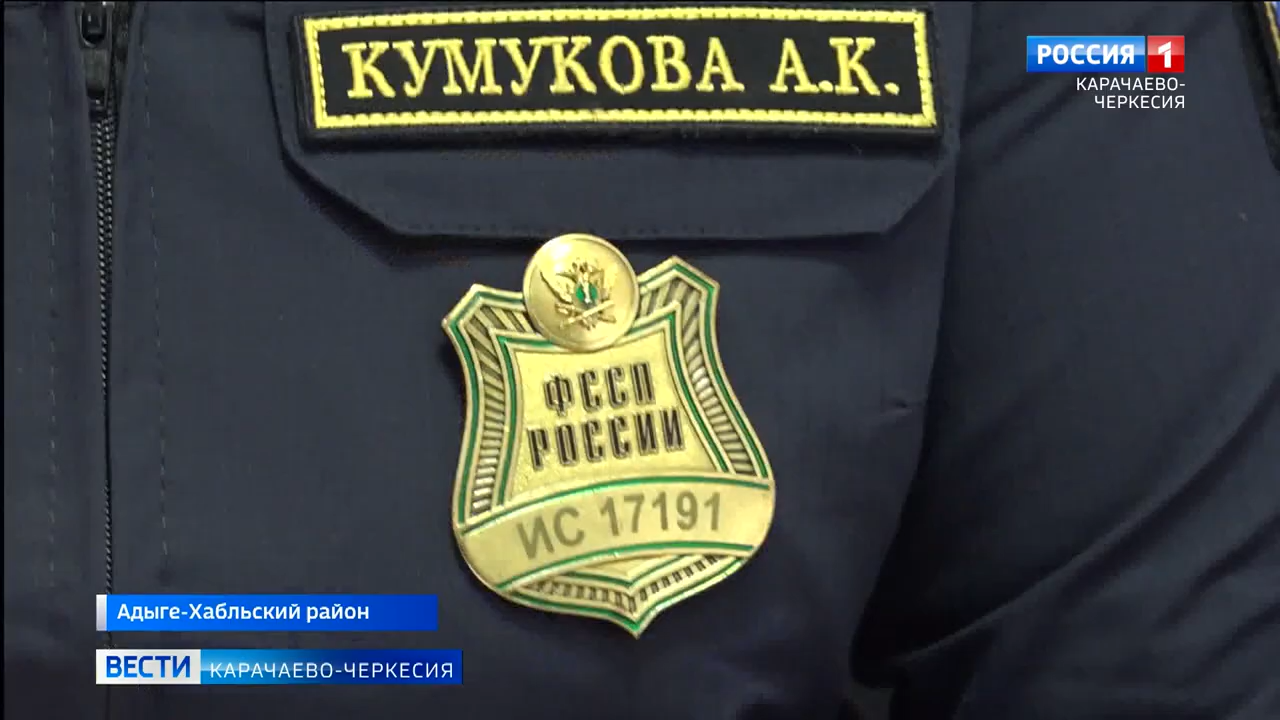 КУМУКОВА А.К.
РОССИЯ 1
КАРАЧАЕВО-
ЧЕРКЕСИЯ
ФССП
РОССИИ
ИС 17191
Адыге-Хабльский район
ВЕСТИ КАРАЧАЕВО-ЧЕРКЕСИЯ